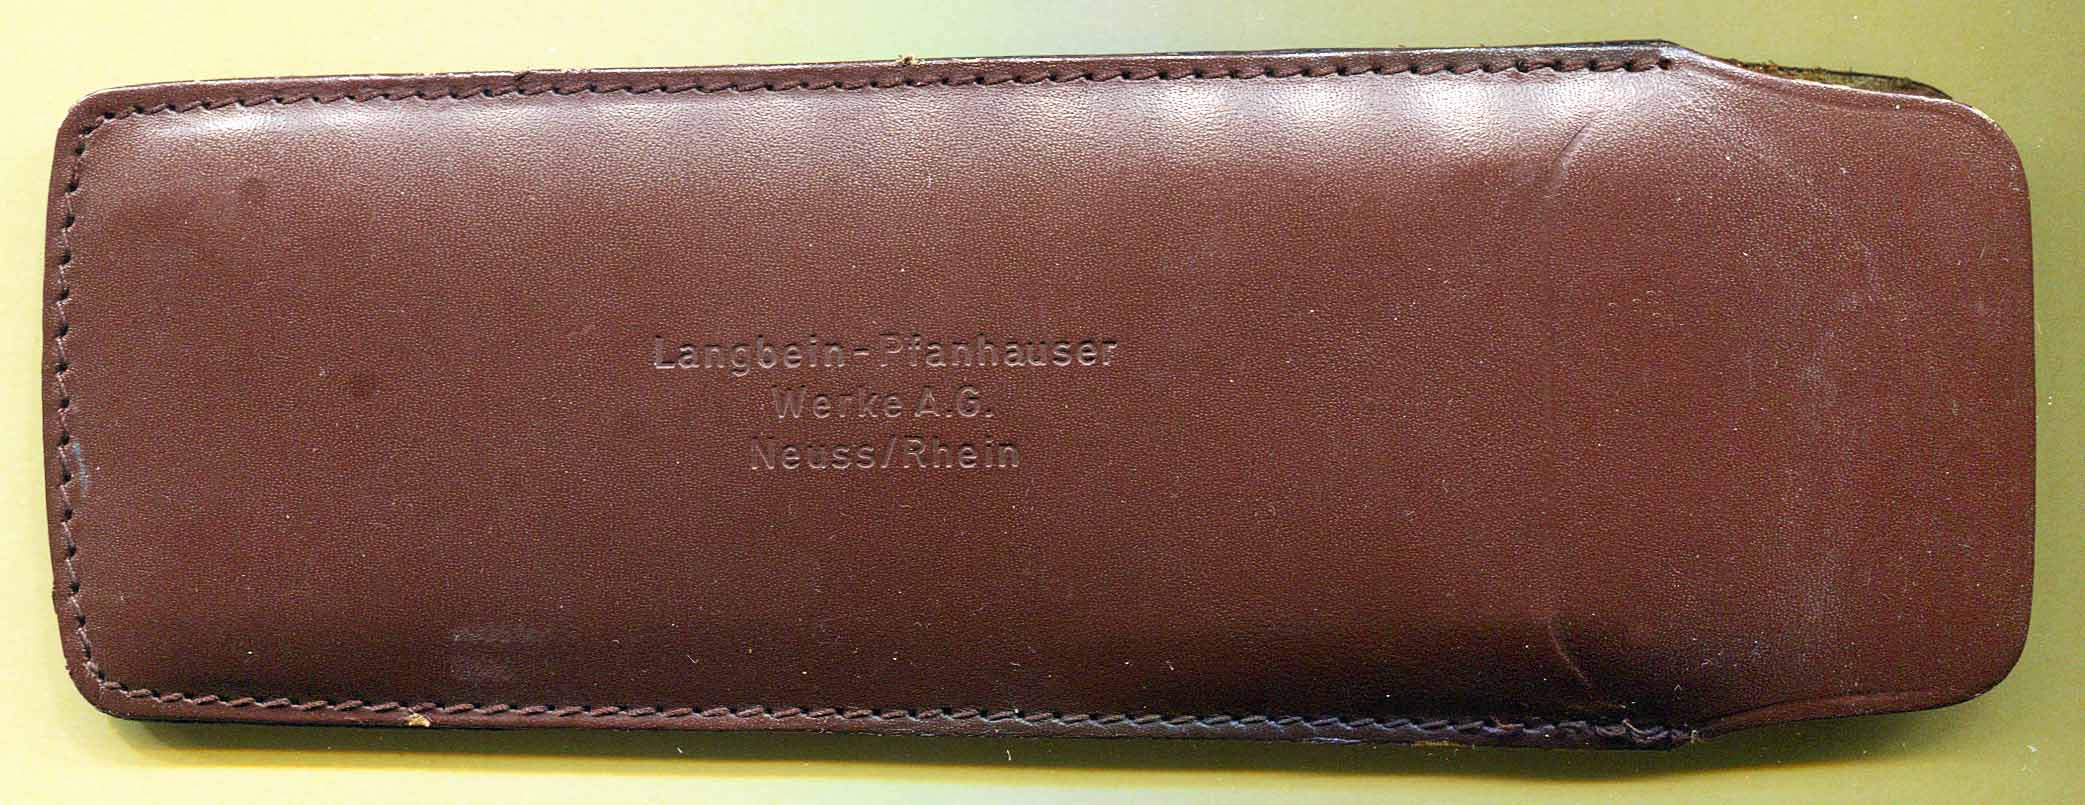 Langbein-Pfanhauser
Werke A.G.
Neuss/Rhein